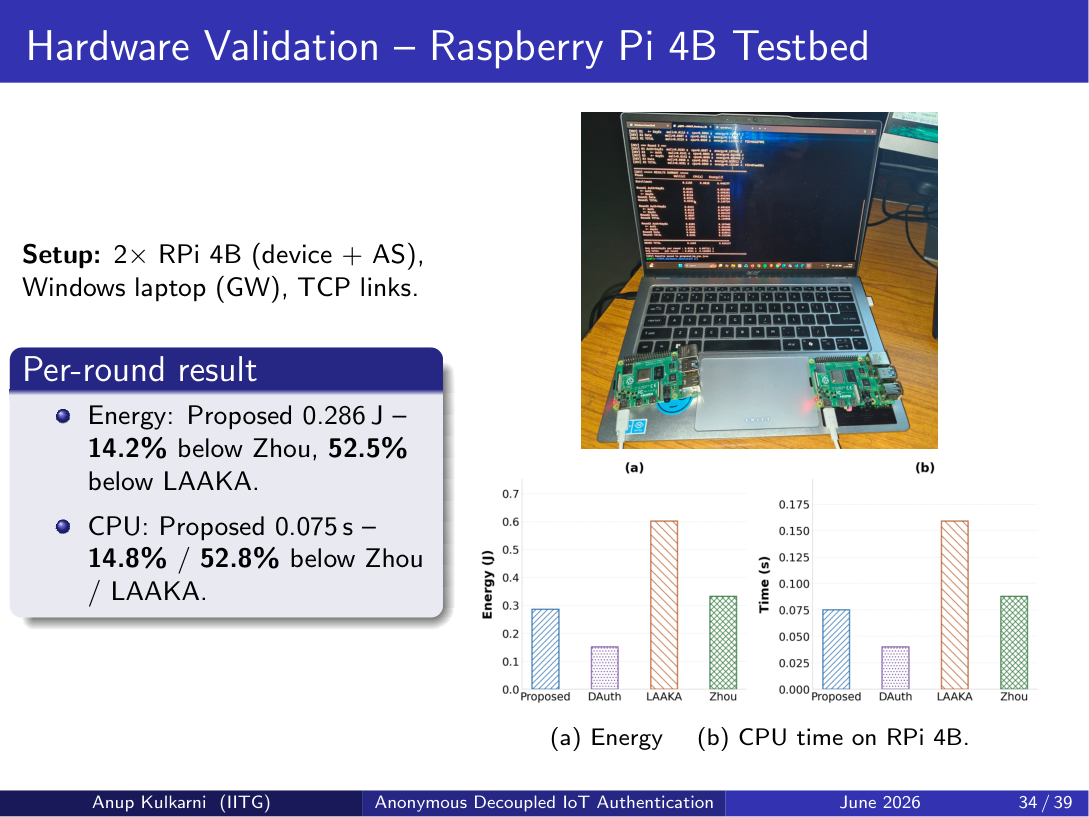 Hardware Validation – Raspberry Pi 4B Testbed
Setup: 2× RPi 4B (device + AS),
Windows laptop (GW), TCP links.
Per-round result
Energy: Proposed 0.286 J –
14.2% below Zhou, 52.5%
below LAAKA.
CPU: Proposed 0.075 s –
14.8% / 52.8% below Zhou
/ LAAKA.
acer
(a)
Energy (J)
0.7
0.6
0.5
0.4
0.3
0.2
0.1
0.0
Proposed DAuth LAAKA Zhou
(b)
Time (s)
0.175
0.150
0.125
0.100
0.075
0.050
0.025
0.000
Proposed DAuth LAAKA Zhou
(a) Energy (b) CPU time on RPi 4B.
Anup Kulkarni (IITG) Anonymous Decoupled IoT Authentication June 2026 34 / 39